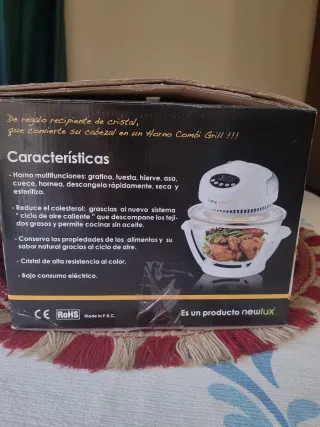 De regalo recipiente de cristal,
que convierte su cabezal en un Horno Combi Grill !!!
Características
- Horno multifunciones: gratina, tuesta, hierve, asa,
cuece, hornea, descongela rápidamente, seca y
esteriliza.
- Reduce el colesterol: gracias al nuevo sistema
" ciclo de aire caliente " que descompone los teji-
dos grasos y permite cocinar sin aceite.
- Conserva las propiedades de los alimentos y su
sabor natural gracias al ciclo de aire.
- Cristal de alta resistencia al calor.
- Bajo consumo eléctrico.
CE RoHS Made in P.R.C.
Es un producto newlux